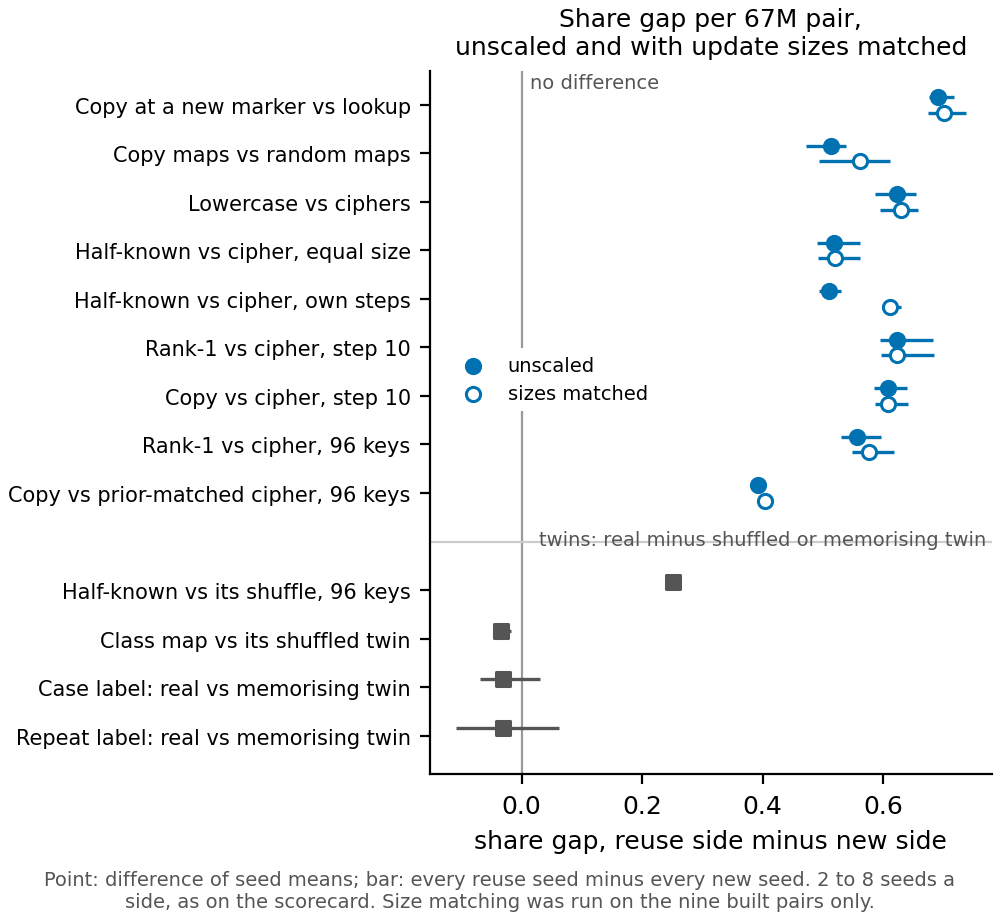 Share gap per 67M pair,
unscaled and with update sizes matched
no difference
Copy at a new marker vs lookup
Copy maps vs random maps
Lowercase vs ciphers
Half-known vs cipher, equal size
Half-known vs cipher, own steps
Rank-1 vs cipher, step 10
unscaled
sizes matched
Copy vs cipher, step 10
Rank-1 vs cipher, 96 keys
Copy vs prior-matched cipher, 96 keys
twins: real minus shuffled or memorising twin
Half-known vs its shuffle, 96 keys
Class map vs its shuffled twin
Case label: real vs memorising twin
Repeat label: real vs memorising twin
0.0 0.2 0.4 0.6
share gap, reuse side minus new side
Point: difference of seed means; bar: every reuse seed minus every new seed. 2 to 8 seeds a
side, as on the scorecard. Size matching was run on the nine built pairs only.